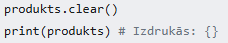 produkts.clear()
print(produkts) # Izdrukās: {}